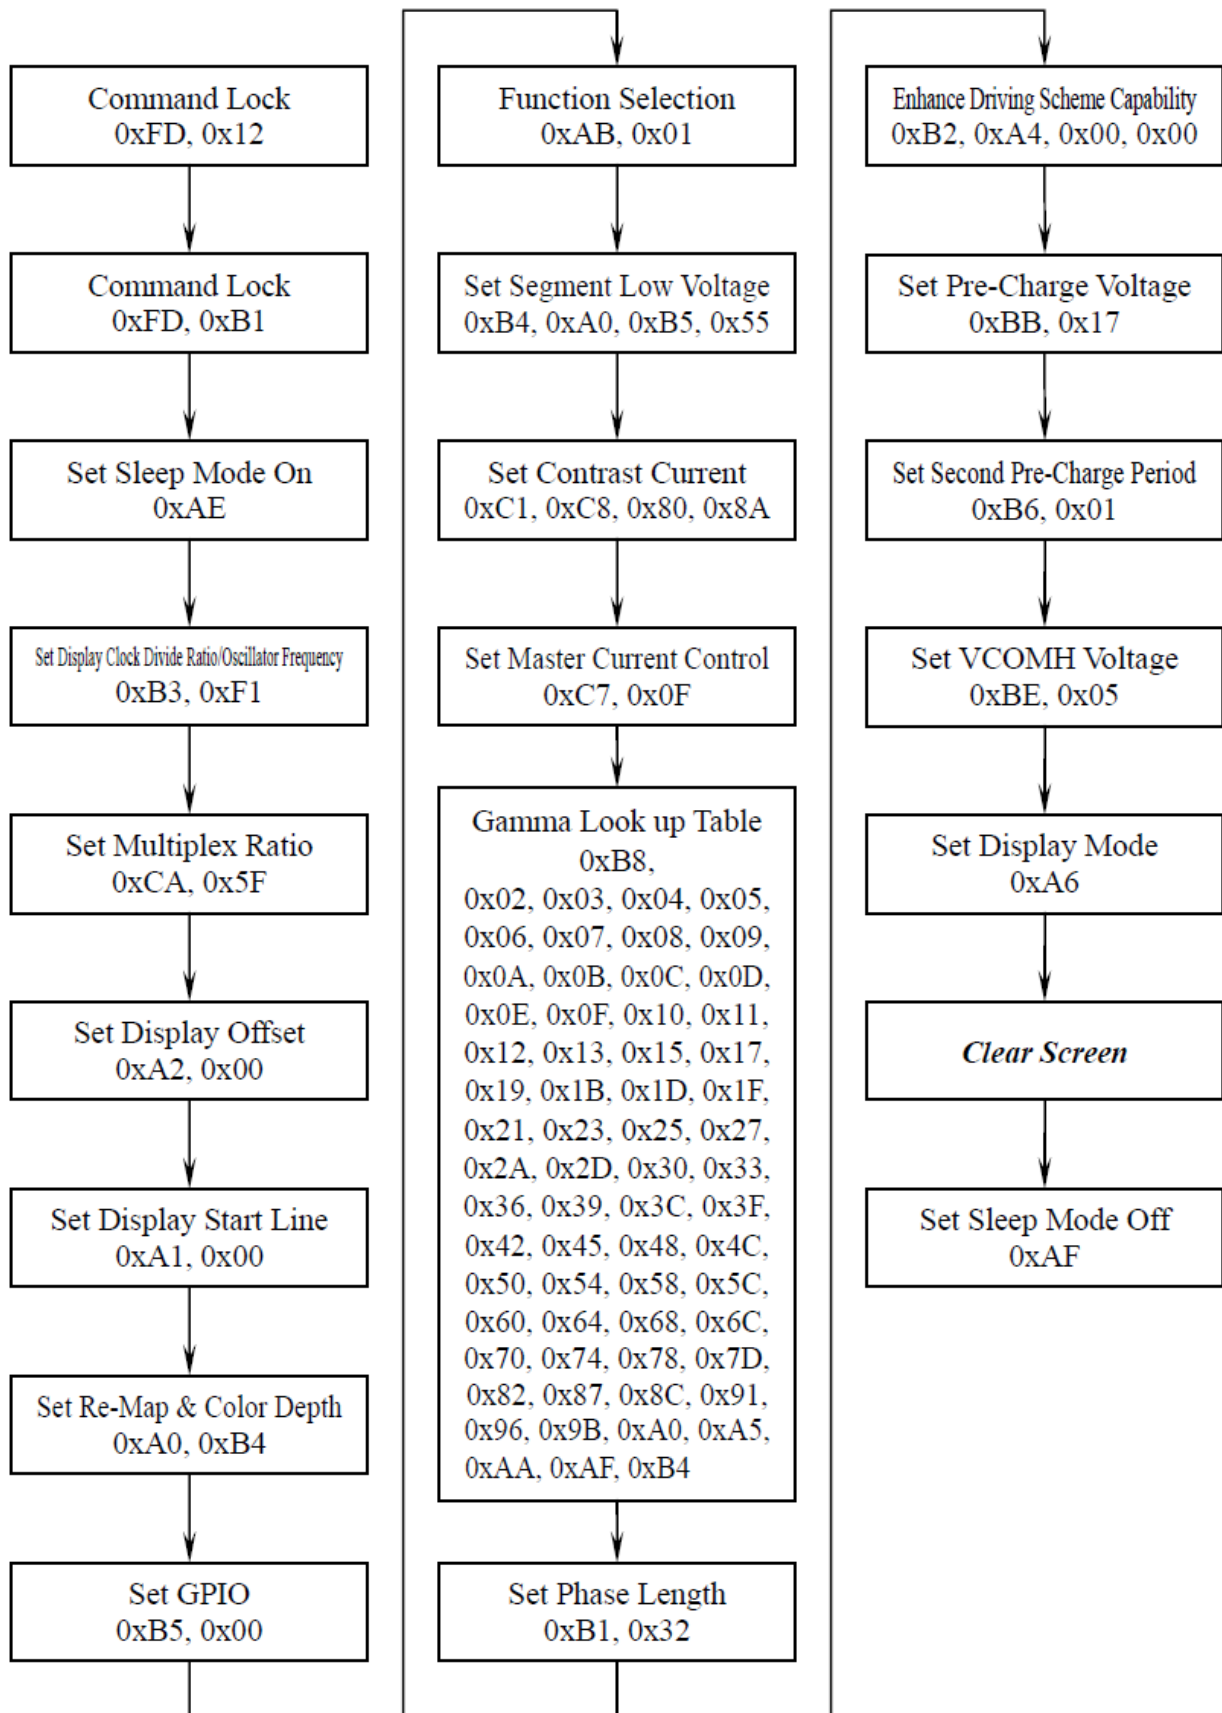 Command Lock
0xFD, 0x12
Command Lock
0xFD, 0xB1
Set Sleep Mode On
0xAE
Set Display Clock Divide Ratio/Oscillator Frequency
0xB3, 0xF1
Set Multiplex Ratio
0xCA, 0x5F
Set Display Offset
0xA2, 0x00
Set Display Start Line
0xA1, 0x00
Set Re-Map & Color Depth
0xA0, 0xB4
Set GPIO
0xB5, 0x00
Function Selection
0xAB, 0x01
Set Segment Low Voltage
0xB4, 0xA0, 0xB5, 0x55
Set Contrast Current
0xC1, 0xC8, 0x80, 0x8A
Set Master Current Control
0xC7, 0x0F
Gamma Look up Table
0xB8,
0x02, 0x03, 0x04, 0x05,
0x06, 0x07, 0x08, 0x09,
0x0A, 0x0B, 0x0C, 0x0D,
0x0E, 0x0F, 0x10, 0x11,
0x12, 0x13, 0x15, 0x17,
0x19, 0x1B, 0x1D, 0x1F,
0x21, 0x23, 0x25, 0x27,
0x2A, 0x2D, 0x30, 0x33,
0x36, 0x39, 0x3C, 0x3F,
0x42, 0x45, 0x48, 0x4C,
0x50, 0x54, 0x58, 0x5C,
0x60, 0x64, 0x68, 0x6C,
0x70, 0x74, 0x78, 0x7D,
0x82, 0x87, 0x8C, 0x91,
0x96, 0x9B, 0xA0, 0xA5,
0xAA, 0xAF, 0xB4
Set Phase Length
0xB1, 0x32
Enhance Driving Scheme Capability
0xB2, 0xA4, 0x00, 0x00
Set Pre-Charge Voltage
0xBB, 0x17
Set Second Pre-Charge Period
0xB6, 0x01
Set VCOMH Voltage
0xBE, 0x05
Set Display Mode
0xA6
Clear Screen
Set Sleep Mode Off
0xAF